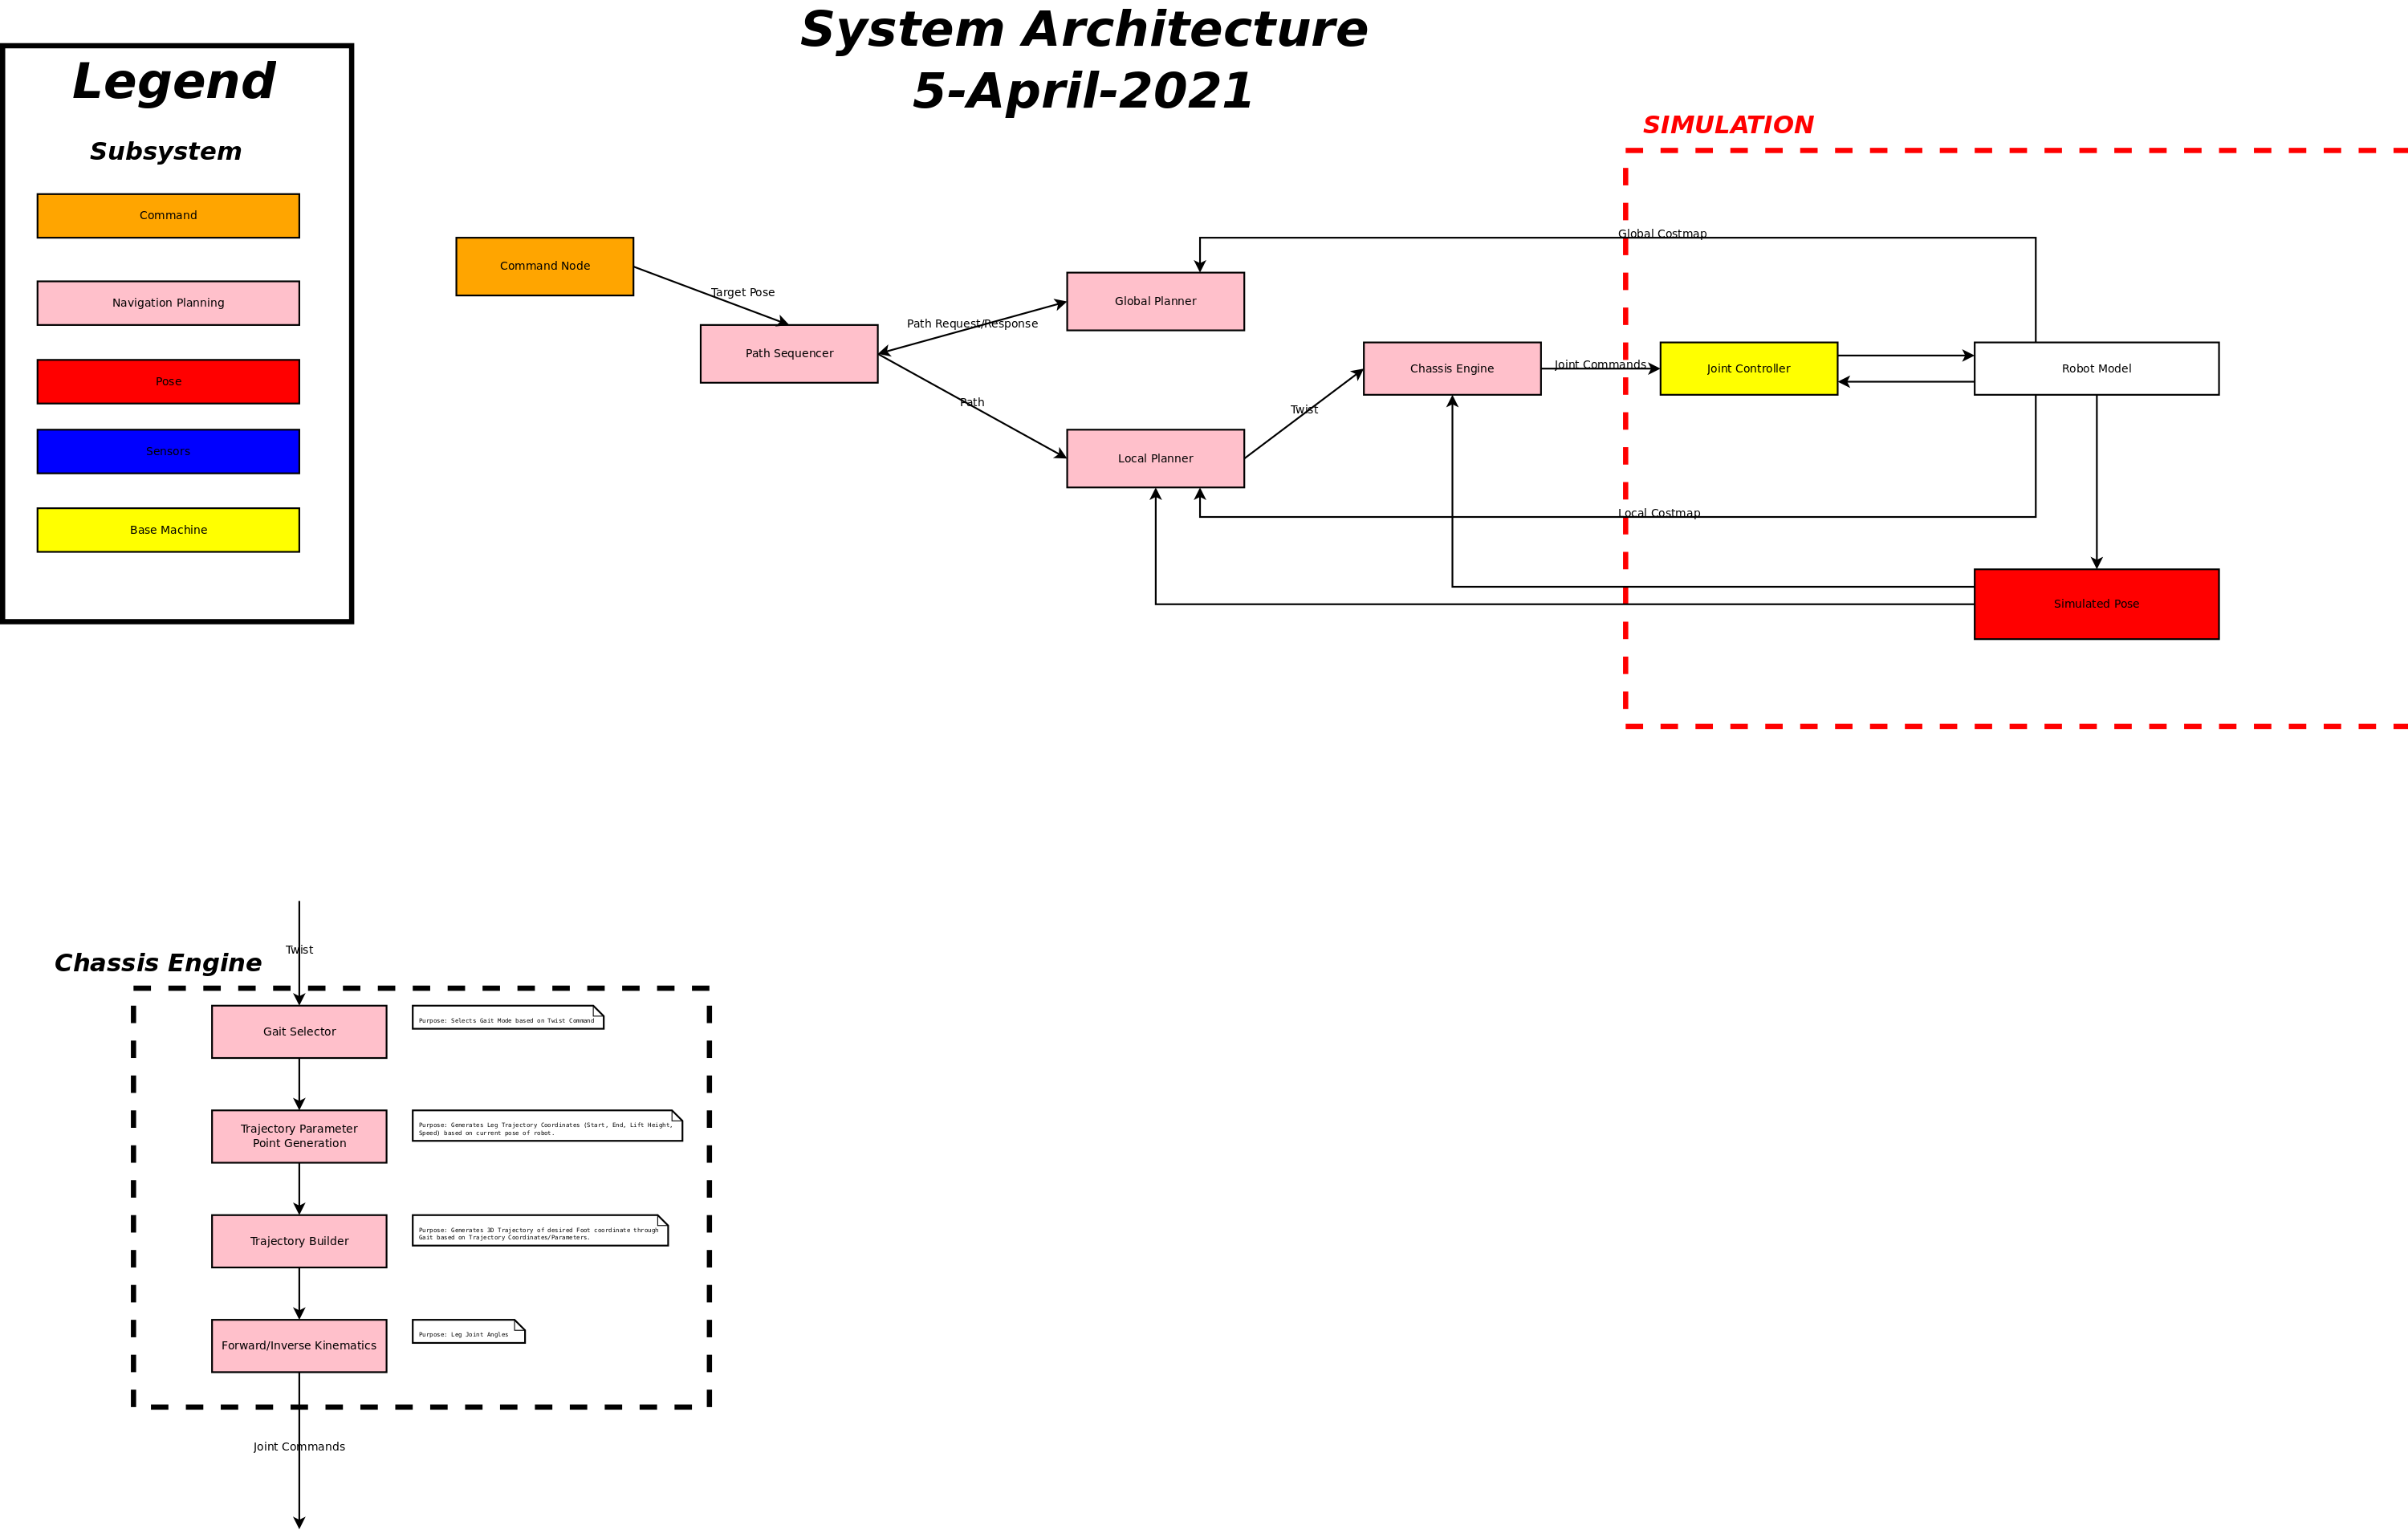 System Architecture
5-April-2021
Legend
Subsystem
Command
Navigation Planning
Pose
Sensors
Base Machine
SIMULATION
Command Node
Target Pose
Path Sequencer
Path Request/Response
Path
Global Planner
Local Planner
Twist
Chassis Engine
Joint Commands
Joint Controller
Robot Model
Global Costmap
Local Costmap
Simulated Pose
Twist
Chassis Engine
Gait Selector
Purpose: Selects Gait Mode based on Twist Command
Trajectory Parameter
Point Generation
Purpose: Generates Leg Trajectory Coordinates (Start, End, Lift Height,
Speed) based on current pose of robot.
Trajectory Builder
Purpose: Generates 3D Trajectory of desired Foot coordinate through
Gait based on Trajectory Coordinates/Parameters.
Forward/Inverse Kinematics
Purpose: Leg Joint Angles
Joint Commands